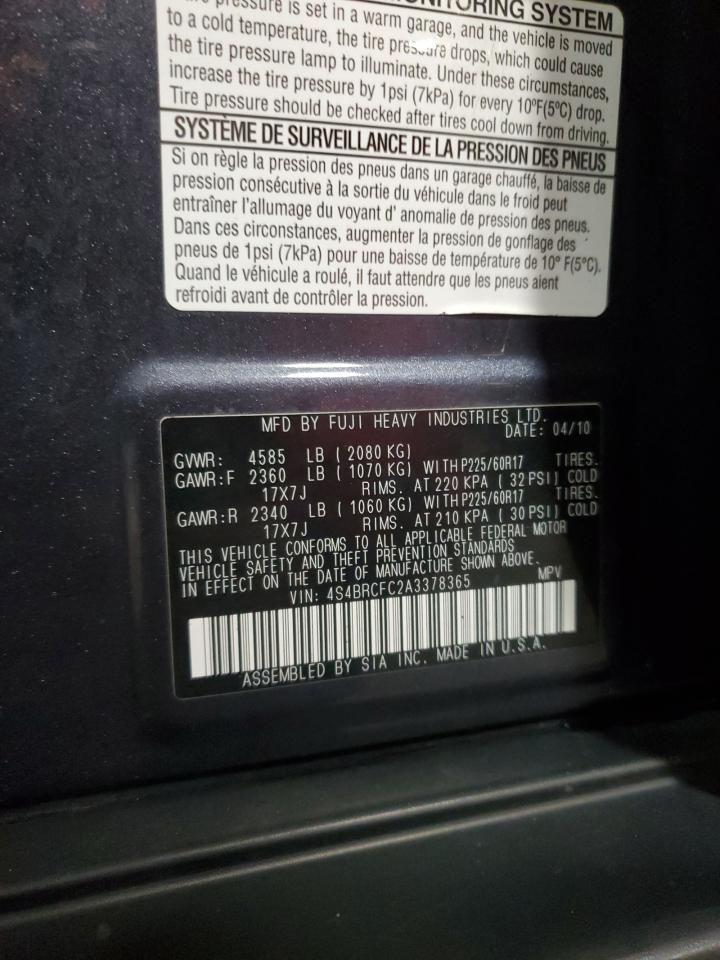 pressure is set in a warm garage, and the vehicle is moved
to a cold temperature, the tire pressure drops, which could cause
the tire pressure lamp to illuminate. Under these circumstances,
increase the tire pressure by 1psi (7kPa) for every 10°F(5°C) drop.
Tire pressure should be checked after tires cool down from driving.
SYSTÈME DE SURVEILLANCE DE LA PRESSION DES PNEUS
Si on règle la pression des pneus dans un garage chauffé, la baisse de
pression consécutive à la sortie du véhicule dans le froid peut
entraîner l'allumage du voyant d' anomalie de pression des pneus.
Dans ces circonstances, augmenter la pression de gonflage des
pneus de 1psi (7kPa) pour une baisse de température de 10° F(5°C).
Quand le véhicule a roulé, il faut attendre que les pneus aient
refroidi avant de contrôler la pression.
MFD BY FUJI HEAVY INDUSTRIES LTD.
DATE: 04/10
GVWR: 4585 LB ( 2080 KG)
GAWR:F 2360 LB ( 1070 KG) WITH P225/60R17 TIRES.
17X7J RIMS. AT 220 KPA ( 32 PSI) COLD
GAWR:R 2340 LB ( 1060 KG) WITH P225/60R17 TIRES.
17X7J RIMS. AT 210 KPA ( 30 PSI) COLD
THIS VEHICLE CONFORMS TO ALL APPLICABLE FEDERAL MOTOR
VEHICLE SAFETY AND THEFT PREVENTION STANDARDS
IN EFFECT ON THE DATE OF MANUFACTURE SHOWN ABOVE.
VIN: 4S4BRCFC2A3378365 MPV
ASSEMBLED BY SIA INC. MADE IN U.S.A.